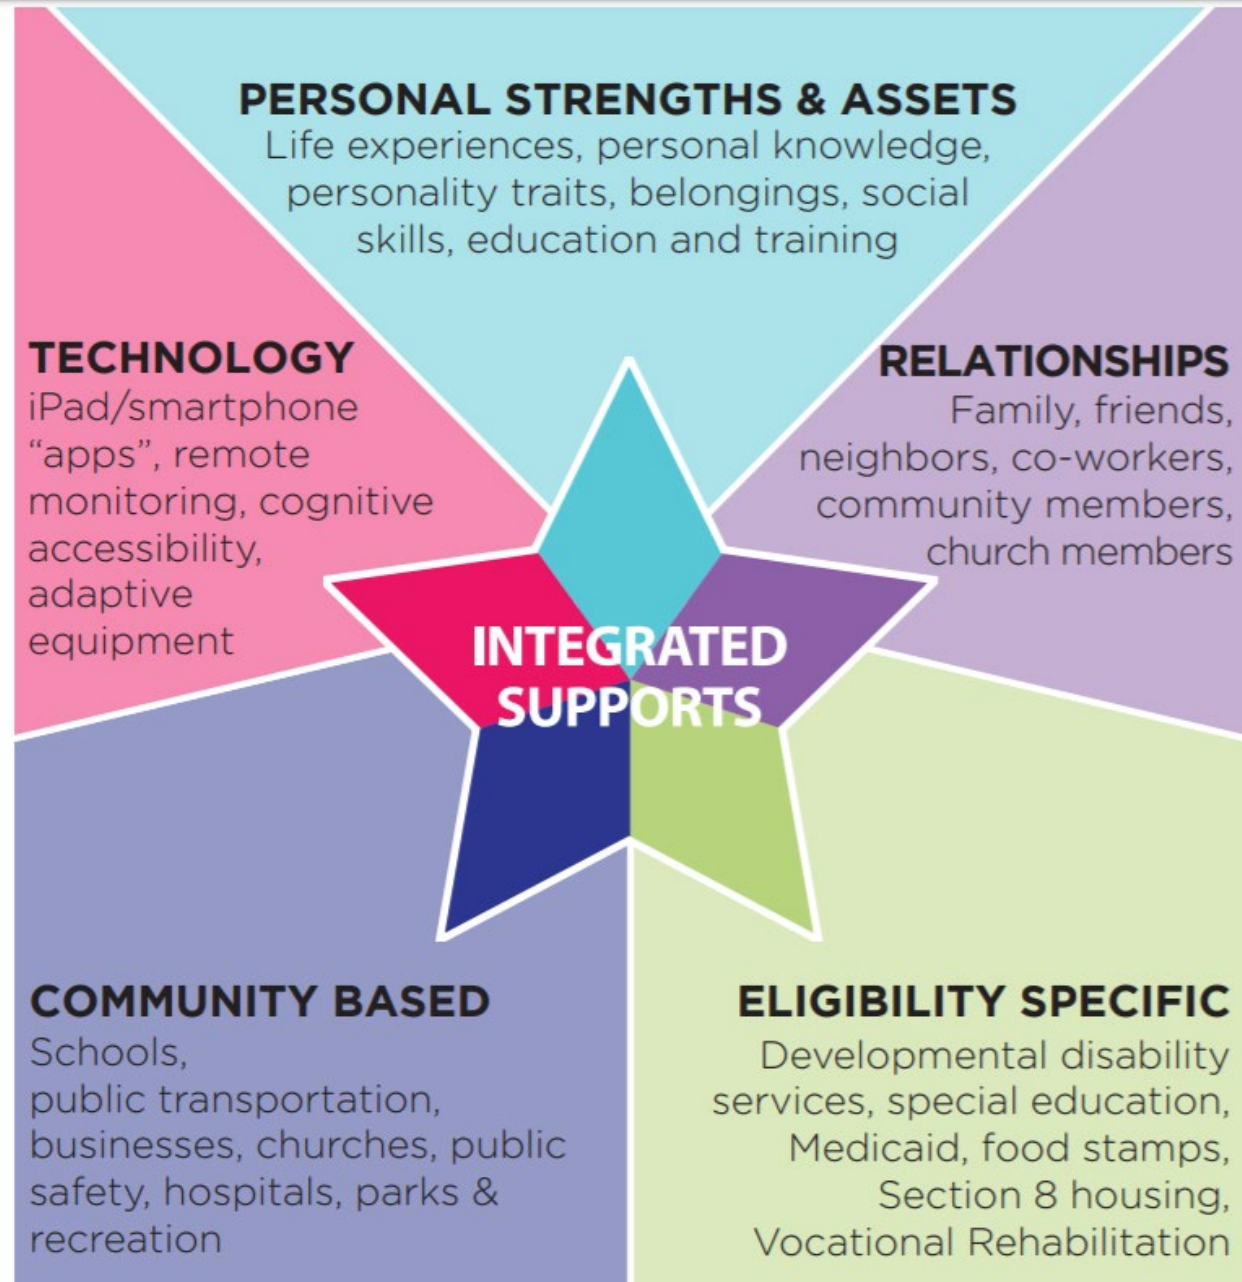 PERSONAL STRENGTHS & ASSETS
Life experiences, personal knowledge,
personality traits, belongings, social
skills, education and training
TECHNOLOGY
iPad/smartphone
“apps”, remote
monitoring, cognitive
accessibility,
adaptive
equipment
RELATIONSHIPS
Family, friends,
neighbors, co-workers,
community members,
church members
INTEGRATED
SUPPORTS
COMMUNITY BASED
Schools,
public transportation,
businesses, churches, public
safety, hospitals, parks &
recreation
ELIGIBILITY SPECIFIC
Developmental disability
services, special education,
Medicaid, food stamps,
Section 8 housing,
Vocational Rehabilitation